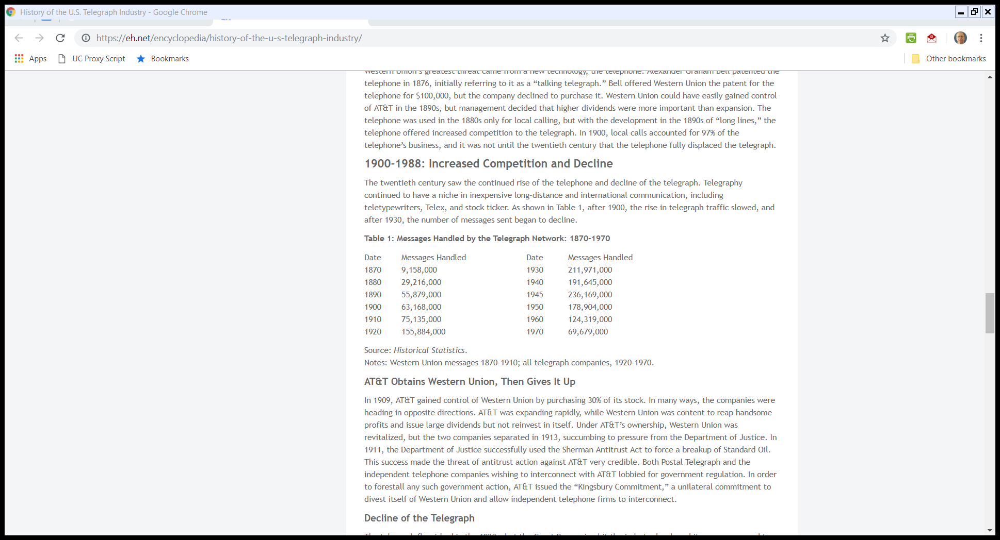 History of the U.S. Telegraph Industry - Google Chrome
https://eh.net/encyclopedia/history-of-the-u-s-telegraph-industry/
Apps UC Proxy Script Bookmarks Other bookmarks
Western Union's greatest threat came from a new technology, the telephone. Alexander Graham Bell patented the
telephone in 1876, initially referring to it as a “talking telegraph.” Bell offered Western Union the patent for the
telephone for $100,000, but the company declined to purchase it. Western Union could have easily gained control
of AT&T in the 1890s, but management decided that higher dividends were more important than expansion. The
telephone was used in the 1880s only for local calling, but with the development in the 1890s of “long lines,” the
telephone offered increased competition to the telegraph. In 1900, local calls accounted for 97% of the
telephone’s business, and it was not until the twentieth century that the telephone fully displaced the telegraph.
1900-1988: Increased Competition and Decline
The twentieth century saw the continued rise of the telephone and decline of the telegraph. Telegraphy
continued to have a niche in inexpensive long-distance and international communication, including
teletypewriters, Telex, and stock ticker. As shown in Table 1, after 1900, the rise in telegraph traffic slowed, and
after 1930, the number of messages sent began to decline.
Table 1: Messages Handled by the Telegraph Network: 1870-1970
Date Messages Handled Date Messages Handled
1870 9,158,000 1930 211,971,000
1880 29,216,000 1940 191,645,000
1890 55,879,000 1945 236,169,000
1900 63,168,000 1950 178,904,000
1910 75,135,000 1960 124,319,000
1920 155,884,000 1970 69,679,000
Source: Historical Statistics.
Notes: Western Union messages 1870-1910; all telegraph companies, 1920-1970.
AT&T Obtains Western Union, Then Gives It Up
In 1909, AT&T gained control of Western Union by purchasing 30% of its stock. In many ways, the companies were
heading in opposite directions. AT&T was expanding rapidly, while Western Union was content to reap handsome
profits and issue large dividends but not reinvest in itself. Under AT&T’s ownership, Western Union was
revitalized, but the two companies separated in 1913, succumbing to pressure from the Department of Justice. In
1911, the Department of Justice successfully used the Sherman Antitrust Act to force a breakup of Standard Oil.
This success made the threat of antitrust action against AT&T very credible. Both Postal Telegraph and the
independent telephone companies wishing to interconnect with AT&T lobbied for government regulation. In order
to forestall any such government action, AT&T issued the “Kingsbury Commitment,” a unilateral commitment to
divest itself of Western Union and allow independent telephone firms to interconnect.
Decline of the Telegraph